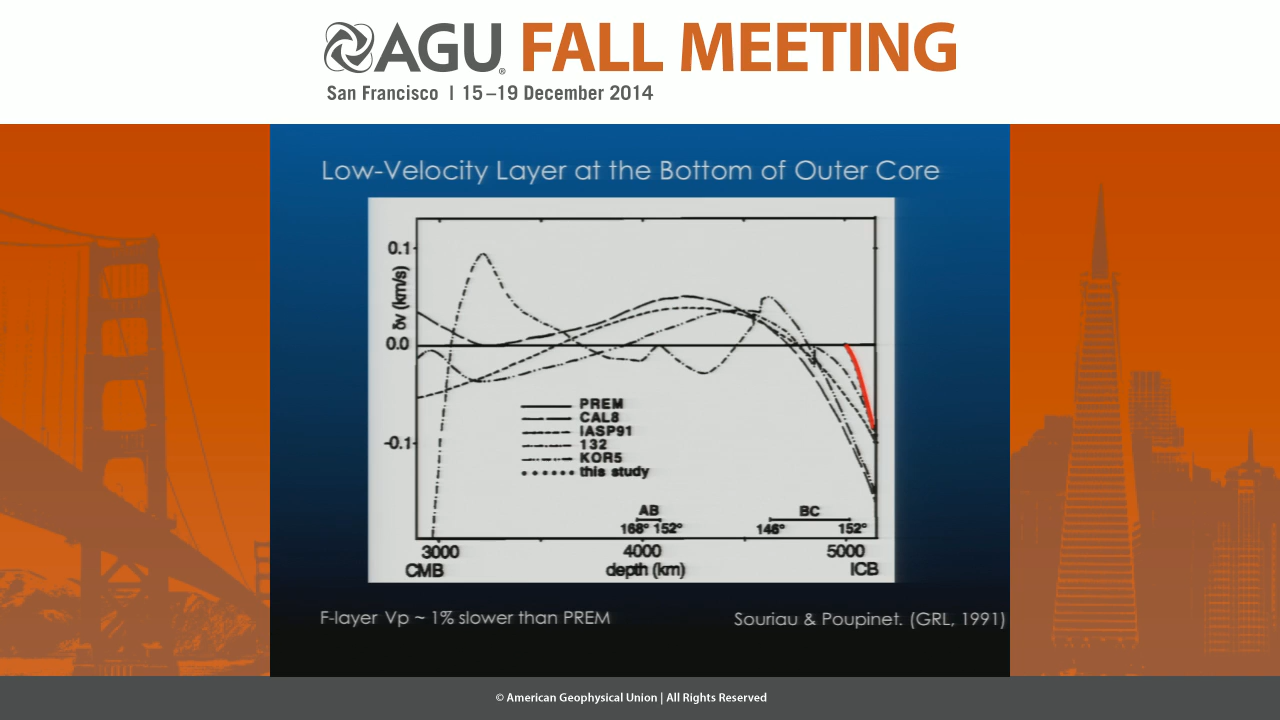 AGU® FALL MEETING
San Francisco | 15–19 December 2014
Low-Velocity Layer at the Bottom of Outer Core
0.1
0.0
-0.1
δv (km/s)
PREM
CAL8
IASP91
132
KOR5
this study
AB
168° 152°
BC
146° 152°
3000 4000 5000
CMB depth (km) ICB
F-layer Vp ~ 1% slower than PREM
Souriau & Poupinet. (GRL, 1991)
© American Geophysical Union | All Rights Reserved